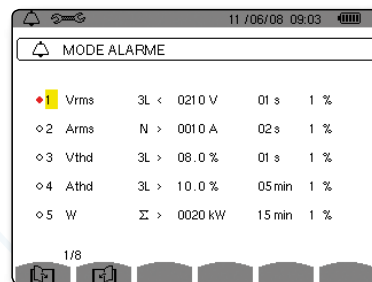 11/06/08 09:03
MODE ALARME
1 Vrms 3L < 0210 V 01 s 1 %
2 Arms N > 0010 A 02 s 1 %
3 Vthd 3L > 08.0 % 01 s 1 %
4 Athd 3L > 10.0 % 05 min 1 %
5 W Σ > 0020 kW 15 min 1 %
1/8